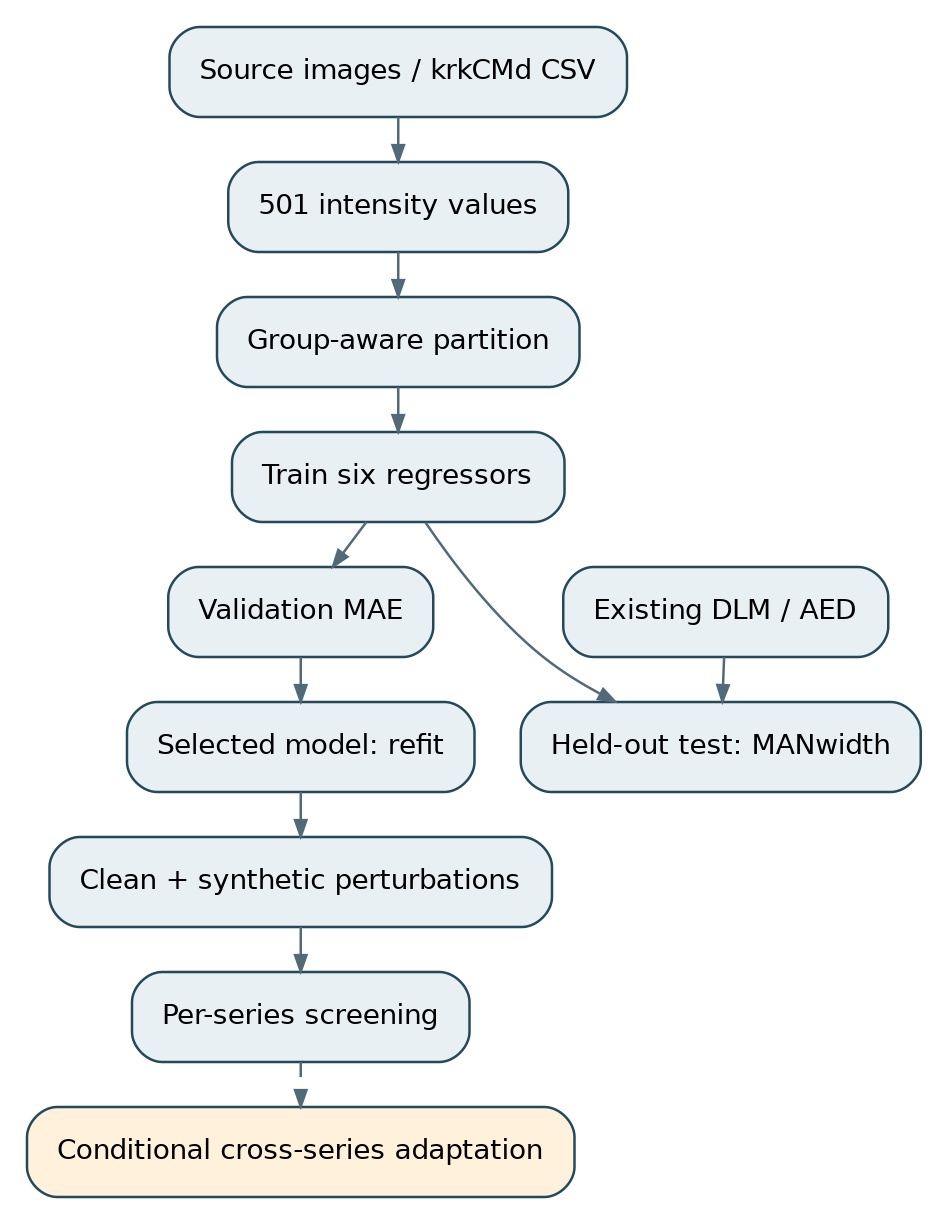 Source images / krkCMd CSV
501 intensity values
Group-aware partition
Train six regressors
Validation MAE
Existing DLM / AED
Selected model: refit
Held-out test: MANwidth
Clean + synthetic perturbations
Per-series screening
Conditional cross-series adaptation